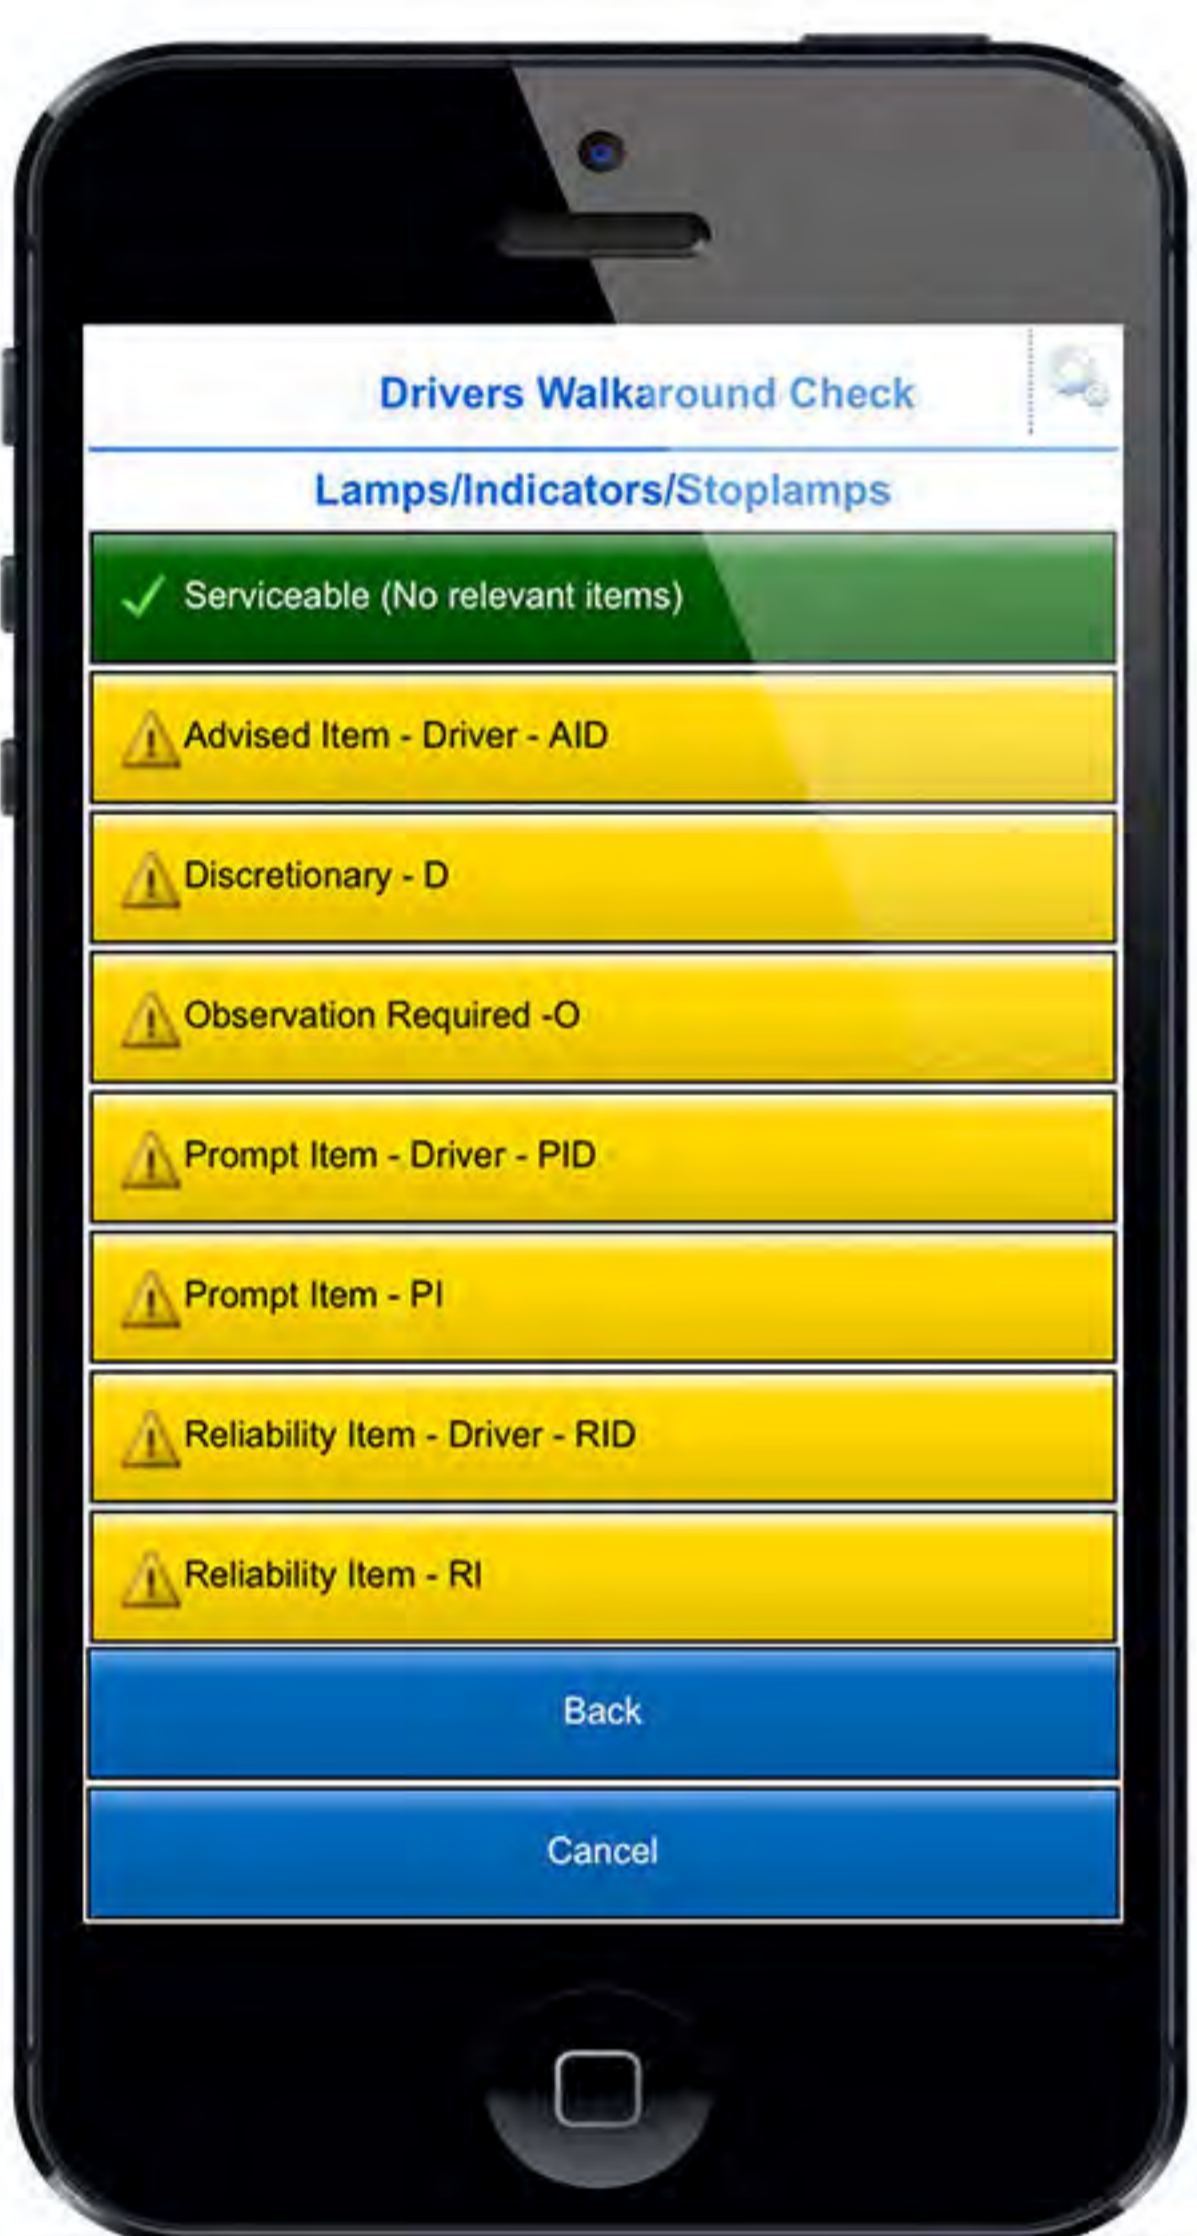 Drivers Walkaround Check
Lamps/Indicators/Stoplamps
Serviceable (No relevant items)
Advised Item - Driver - AID
Discretionary - D
Observation Required -O
Prompt Item - Driver - PID
Prompt Item - PI
Reliability Item - Driver - RID
Reliability Item - RI
Back
Cancel